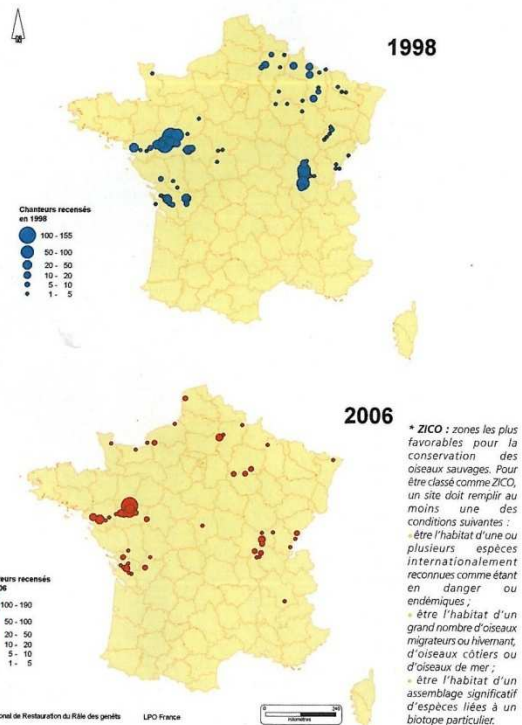 1998
Chanteurs recensés
en 1998
100 - 155
50 - 100
20 - 50
10 - 20
5 - 10
1 - 5
2006
eurs recensés
06
100 - 190
50 - 100
20 - 50
10 - 20
5 - 10
1 - 5
onal de Restauration du Râle des genêts LPO France
0
kilomètres
* ZICO : zones les plus
favorables pour la
conservation des
oiseaux sauvages. Pour
être classé comme ZICO,
un site doit remplir au
moins une des
conditions suivantes :
• être l'habitat d'une ou
plusieurs espèces
internationalement
reconnues comme étant
en danger ou
endémiques ;
• être l'habitat d'un
grand nombre d'oiseaux
migrateurs ou hivernant,
d'oiseaux côtiers ou
d'oiseaux de mer ;
• être l'habitat d'un
assemblage significatif
d'espèces liées à un
biotope particulier.